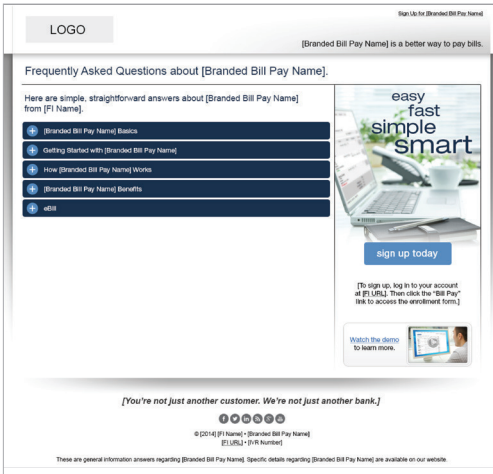 Sign Up for [Branded Bill Pay Name]
LOGO
[Branded Bill Pay Name] is a better way to pay bills.
Frequently Asked Questions about [Branded Bill Pay Name].
Here are simple, straightforward answers about [Branded Bill Pay Name]
from [FI Name].
[Branded Bill Pay Name] Basics
Getting Started with [Branded Bill Pay Name]
How [Branded Bill Pay Name] Works
[Branded Bill Pay Name] Benefits
eBill
easy
fast
simple
smart
sign up today
[To sign up, log in to your account
at [FI URL]. Then click the "Bill Pay"
link to access the enrollment form.]
Watch the demo
to learn more.
[You're not just another customer. We're not just another bank.]
© [2014] [FI Name] • [Branded Bill Pay Name]
[FI URL] • [IVR Number]
These are general information answers regarding [Branded Bill Pay Name]. Specific details regarding [Branded Bill Pay Name] are available on our website.